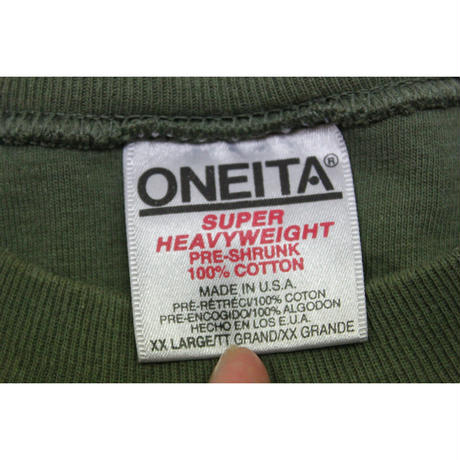 ONEITA®
SUPER
HEAVYWEIGHT
PRE-SHRUNK
100% COTTON
MADE IN U.S.A.
PRÉ-RÉTRÉCI/100% COTON
PRE-ENCOGIDO/100% ALGODON
HECHO EN LOS E.U.A.
XX LARGE/TT GRAND/XX GRANDE